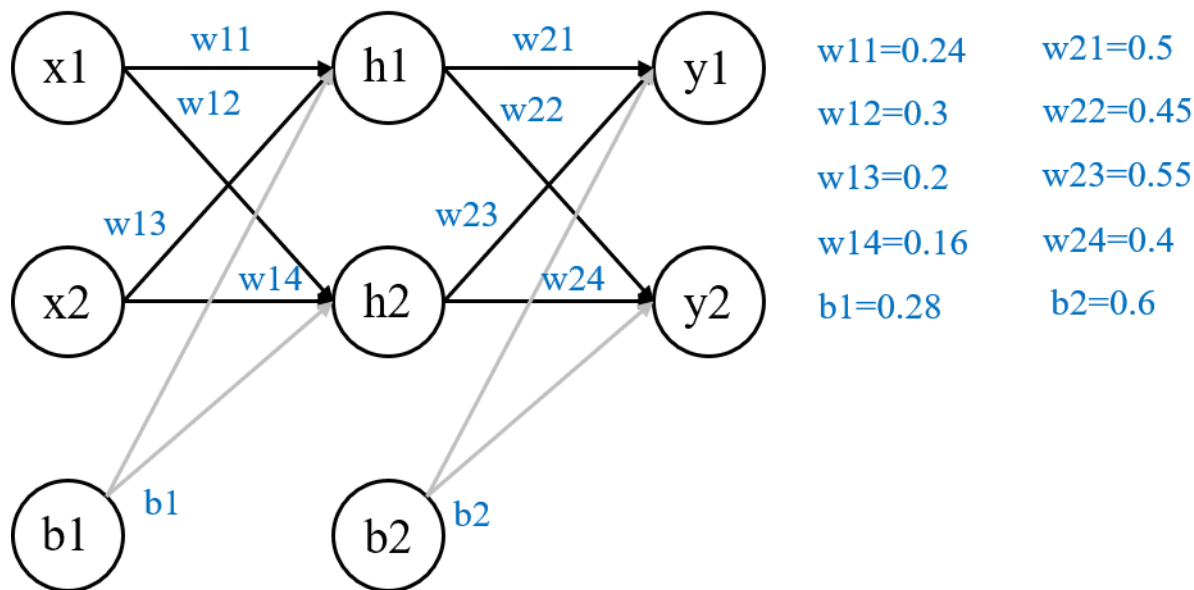 x1 w11 h1 w21 y1 w11=0.24 w21=0.5
w12 w22 w12=0.3 w22=0.45
w13 w23 w13=0.2 w23=0.55
x2 w14 h2 w24 y2 w14=0.16 w24=0.4
b1=0.28 b2=0.6
b1 b1 b2 b2